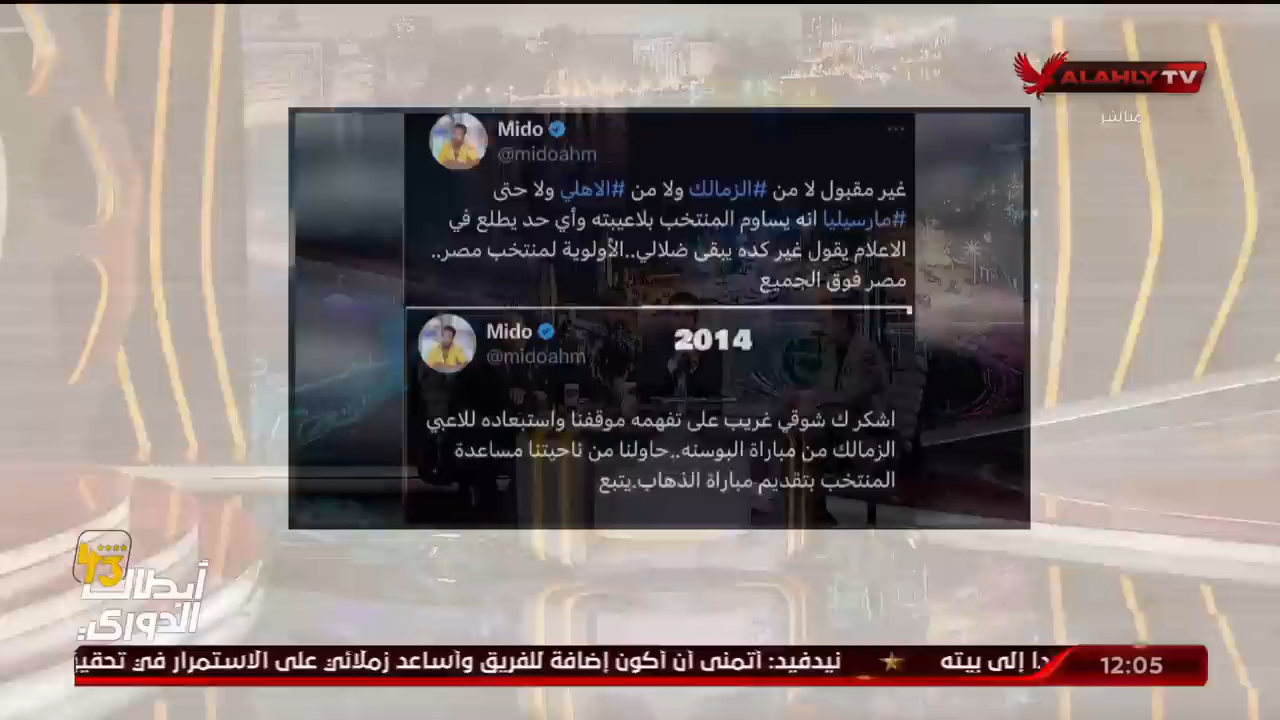 ALAHLY TV
مباشر
Mido
@midoahm
غير مقبول لا من #الزمالك ولا من #الاهلي ولا حتى
#مارسيليا انه يساوم المنتخب بلاعيبته وأي حد يطلع في
الاعلام يقول غير كده يبقى ضلالي..الأولوية لمنتخب مصر..
مصر فوق الجميع
Mido
@midoahm
2014
اشكر ك شوقي غريب على تفهمه موقفنا واستبعاده للاعبي
الزمالك من مباراة البوسنه..حاولنا من ناحيتنا مساعدة
المنتخب بتقديم مباراة الذهاب.يتبع
43
أبطال
الدوري
إلى بيته ★ نيدفيد: أتمنى أن أكون إضافة للفريق وأساعد زملائي على الاستمرار في
12:05